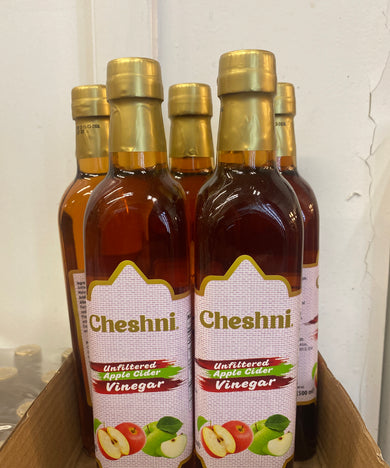 Cheshni
Unfiltered
Apple Cider
Vinegar
Cheshni
Unfiltered
Apple Cider
Vinegar